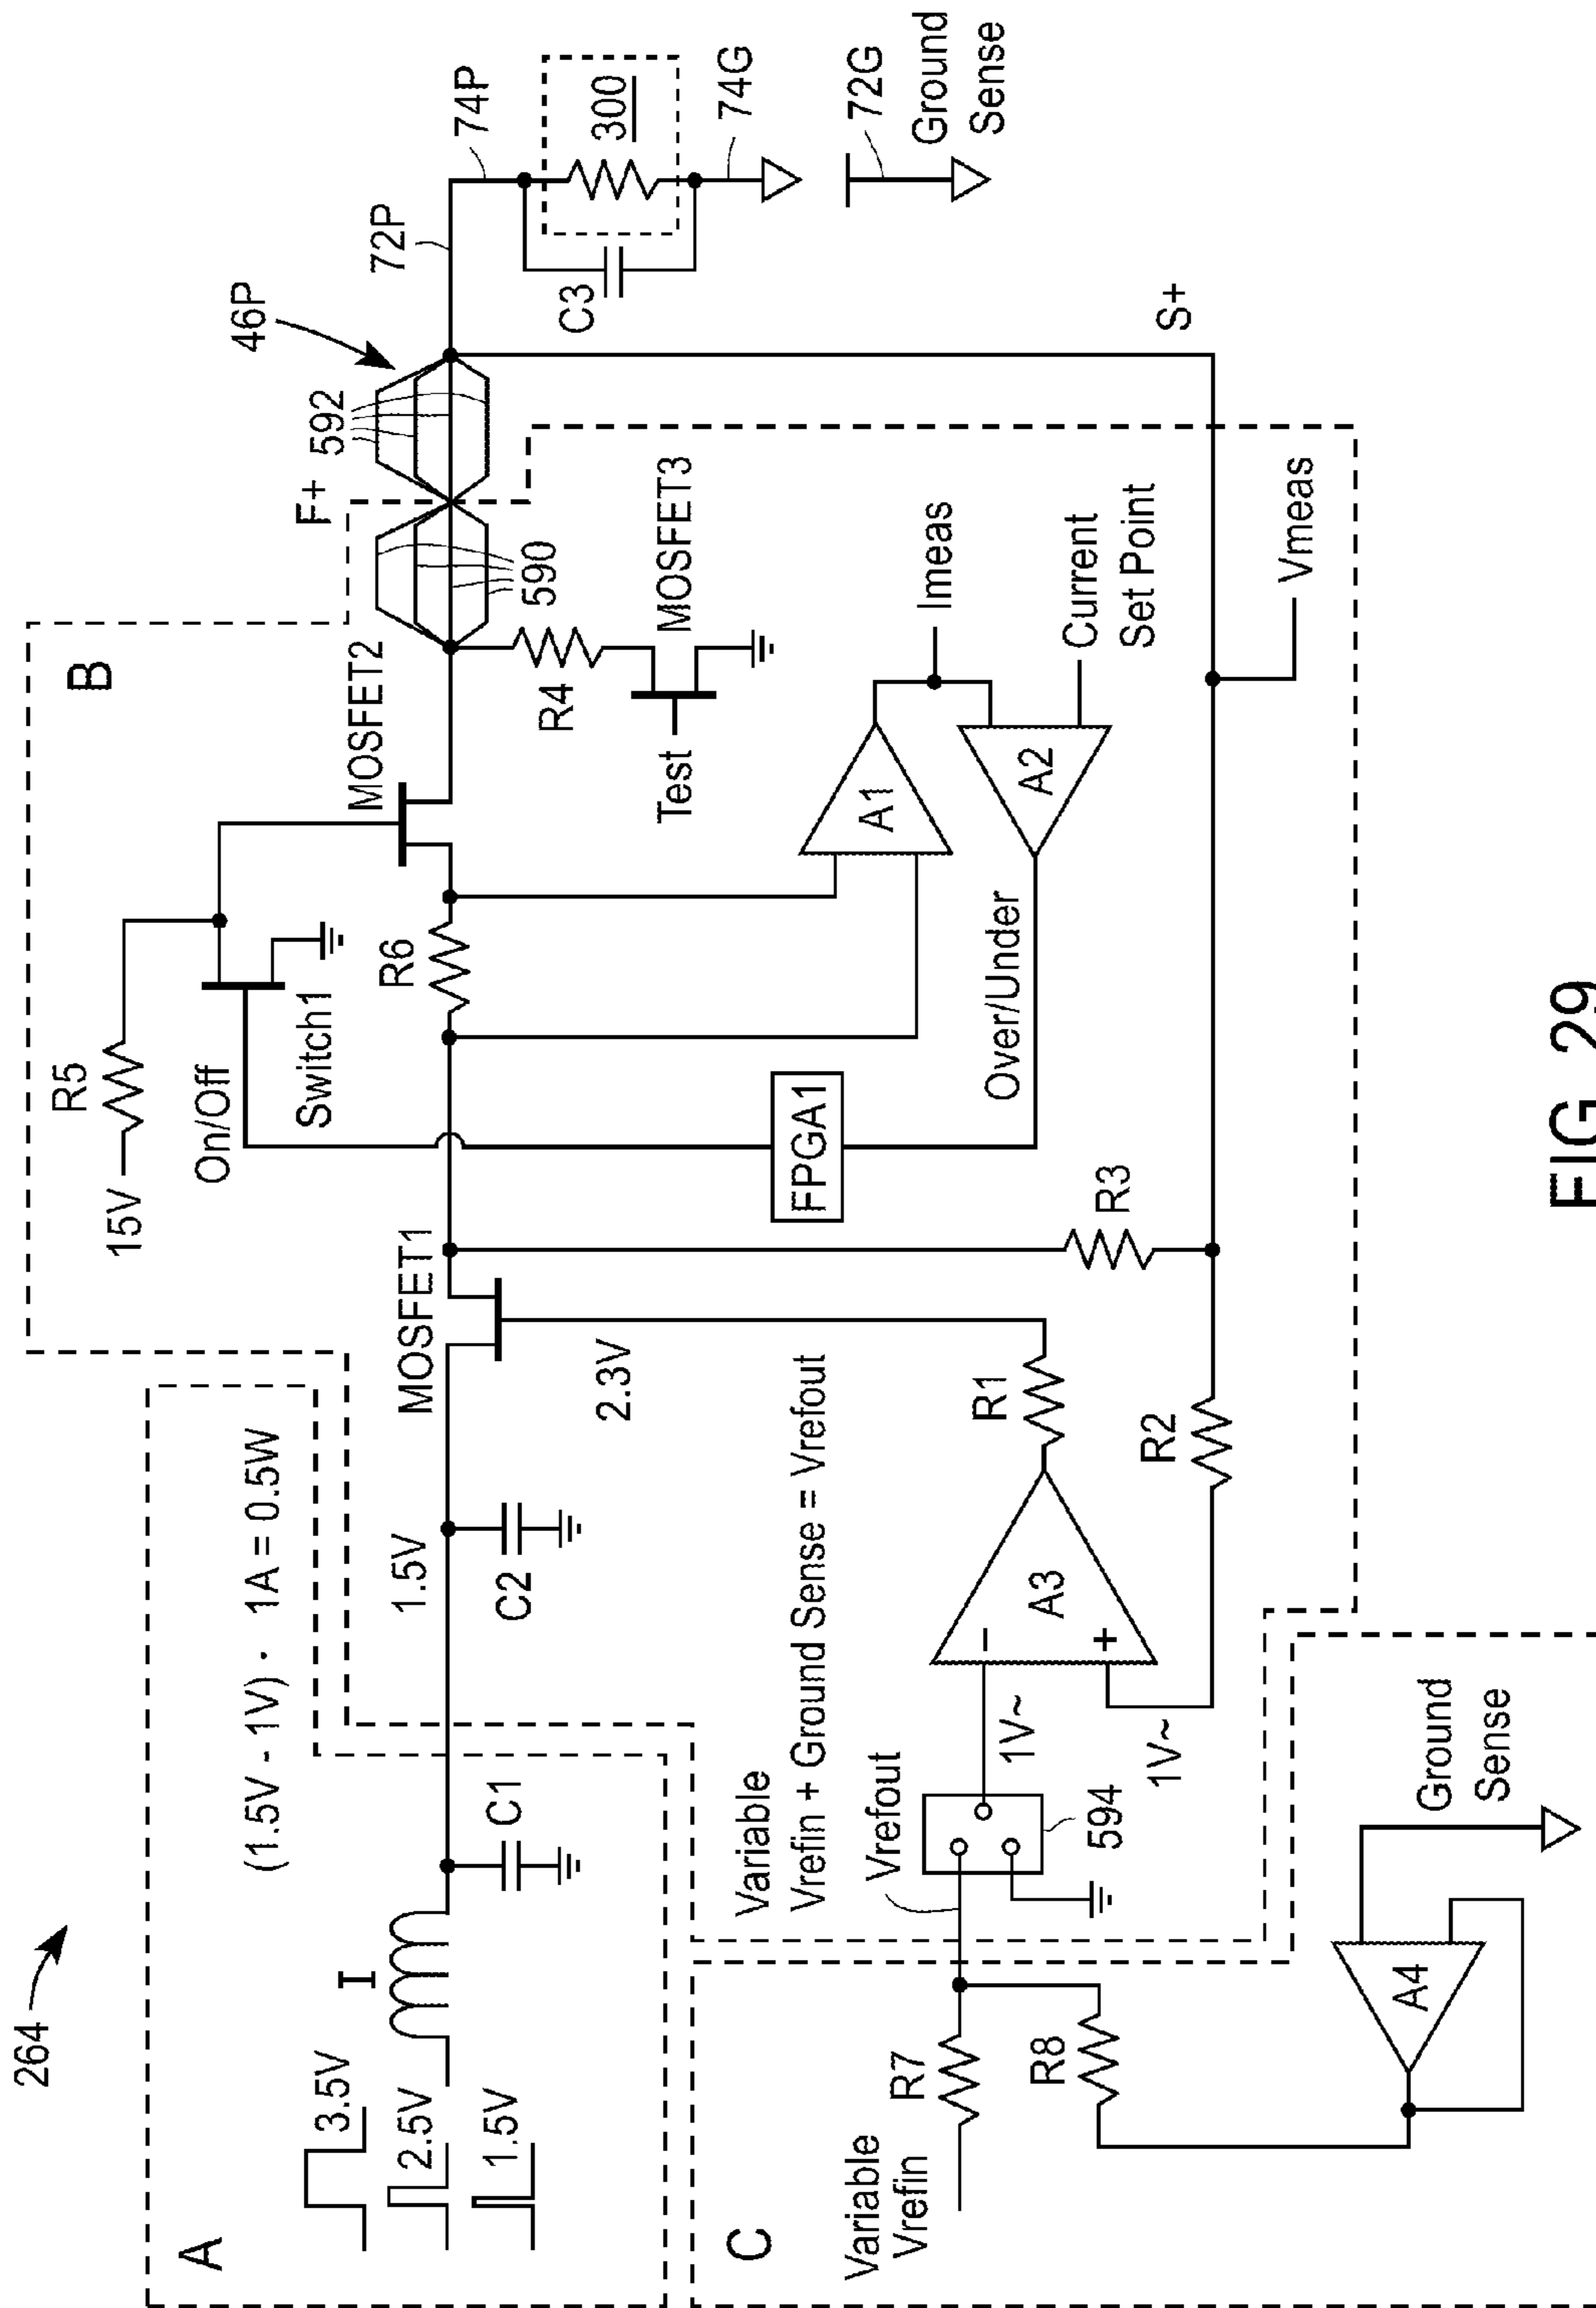 264
A
3.5V
2.5V
1.5V
I
C1
(1.5V - 1V) · 1A = 0.5W
1.5V
C2
MOSFET1
2.3V
B
15V
R5
On/Off
Switch1
R6
MOSFET2
F+
590
592
46P
72P
74P
300
C3
74G
72G
Ground
Sense
R4
MOSFET3
Test
A1
Imeas
A2
Current
Set Point
Over/Under
FPGA1
R3
S+
Vmeas
Variable
Vrefin + Ground Sense = Vrefout
Vrefout
594
1V~
1V~
-
+
A3
R1
R2
C
Variable
Vrefin
R7
R8
A4
Ground
Sense
FIG. 29